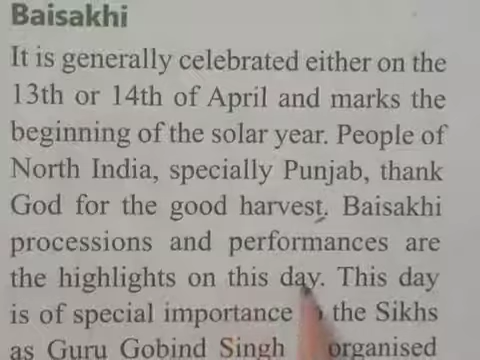 Baisakhi
It is generally celebrated either on the
13th or 14th of April and marks the
beginning of the solar year. People of
North India, specially Punjab, thank
God for the good harvest. Baisakhi
processions and performances are
the highlights on this day. This day
is of special importance the Sikhs
as Guru Gobind Singh organised